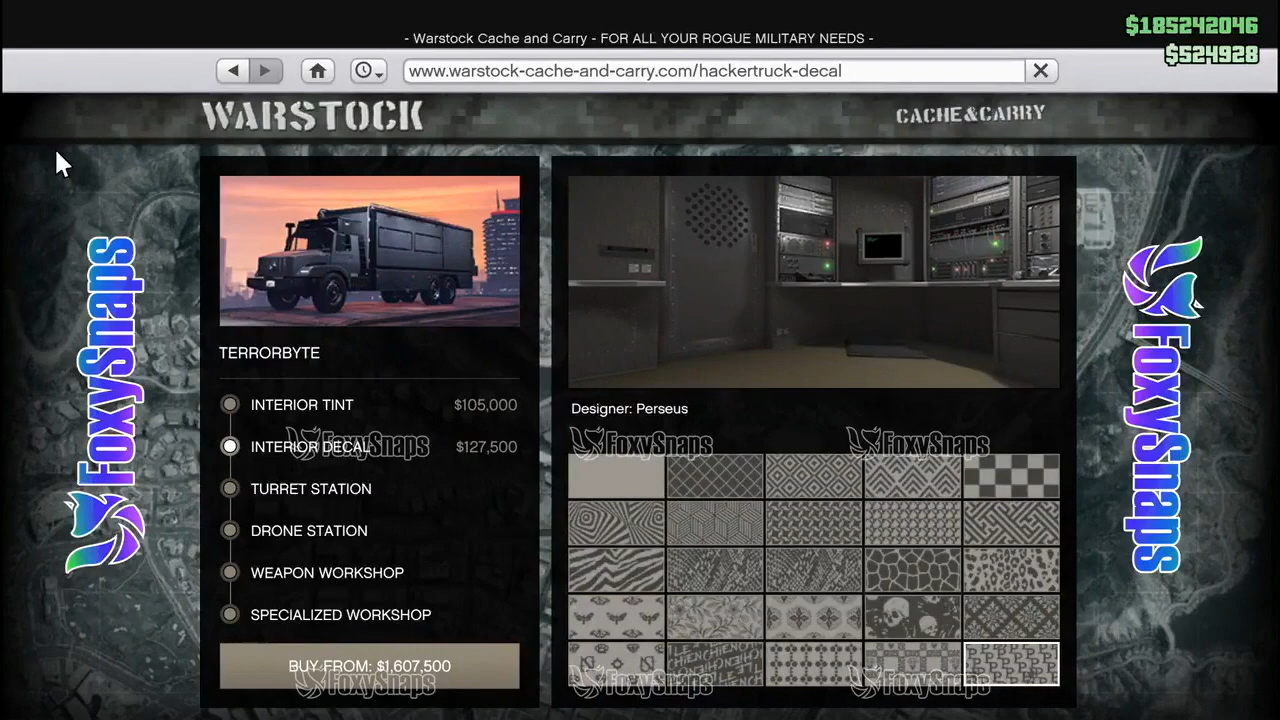 $185242046
- Warstock Cache and Carry - FOR ALL YOUR ROGUE MILITARY NEEDS -
$524928
www.warstock-cache-and-carry.com/hackertruck-decal
WARSTOCK
CACHE&CARRY
TERRORBYTE
INTERIOR TINT $105,000
INTERIOR DECAL $127,500
TURRET STATION
DRONE STATION
WEAPON WORKSHOP
SPECIALIZED WORKSHOP
BUY FROM: $1,607,500
Designer: Perseus
FoxySnaps
FoxySnaps
FoxySnaps
FoxySnaps
FoxySnaps
FoxySnaps
FoxySnaps
FoxySnaps